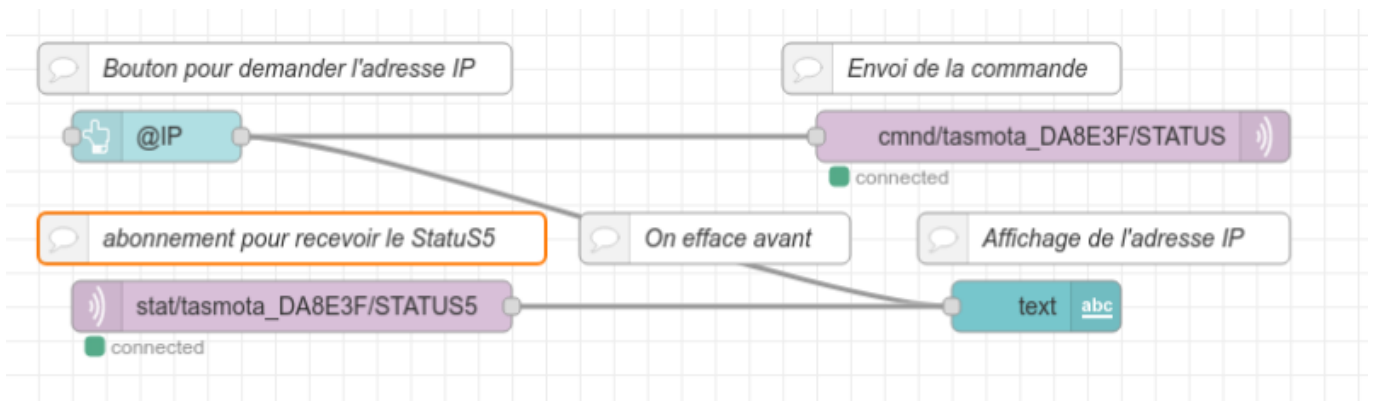 Bouton pour demander l'adresse IP
Envoi de la commande
@IP
cmnd/tasmota_DA8E3F/STATUS
connected
abonnement pour recevoir le StatuS5
On efface avant
Affichage de l'adresse IP
stat/tasmota_DA8E3F/STATUS5
text
abc
connected